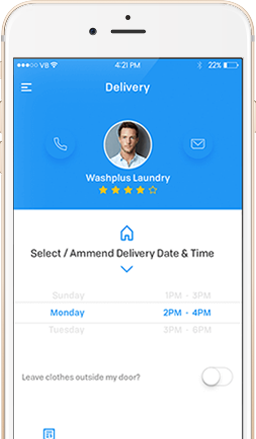 VB 4:21 PM 22%
Delivery
Washplus Laundry
Select / Ammend Delivery Date & Time
Sunday 1PM - 3PM
Monday 2PM - 4PM
Tuesday 3PM - 6PM
Leave clothes outside my door?